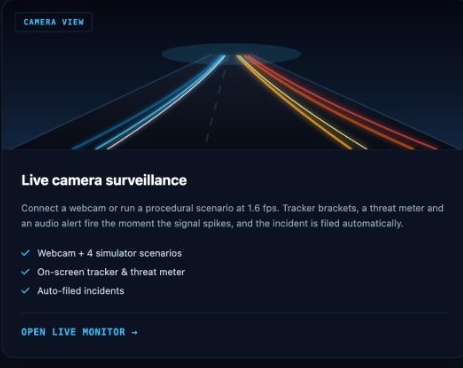 CAMERA VIEW
Live camera surveillance
Connect a webcam or run a procedural scenario at 1.6 fps. Tracker brackets, a threat meter and
an audio alert fire the moment the signal spikes, and the incident is filed automatically.
Webcam + 4 simulator scenarios
On-screen tracker & threat meter
Auto-filed incidents
OPEN LIVE MONITOR →